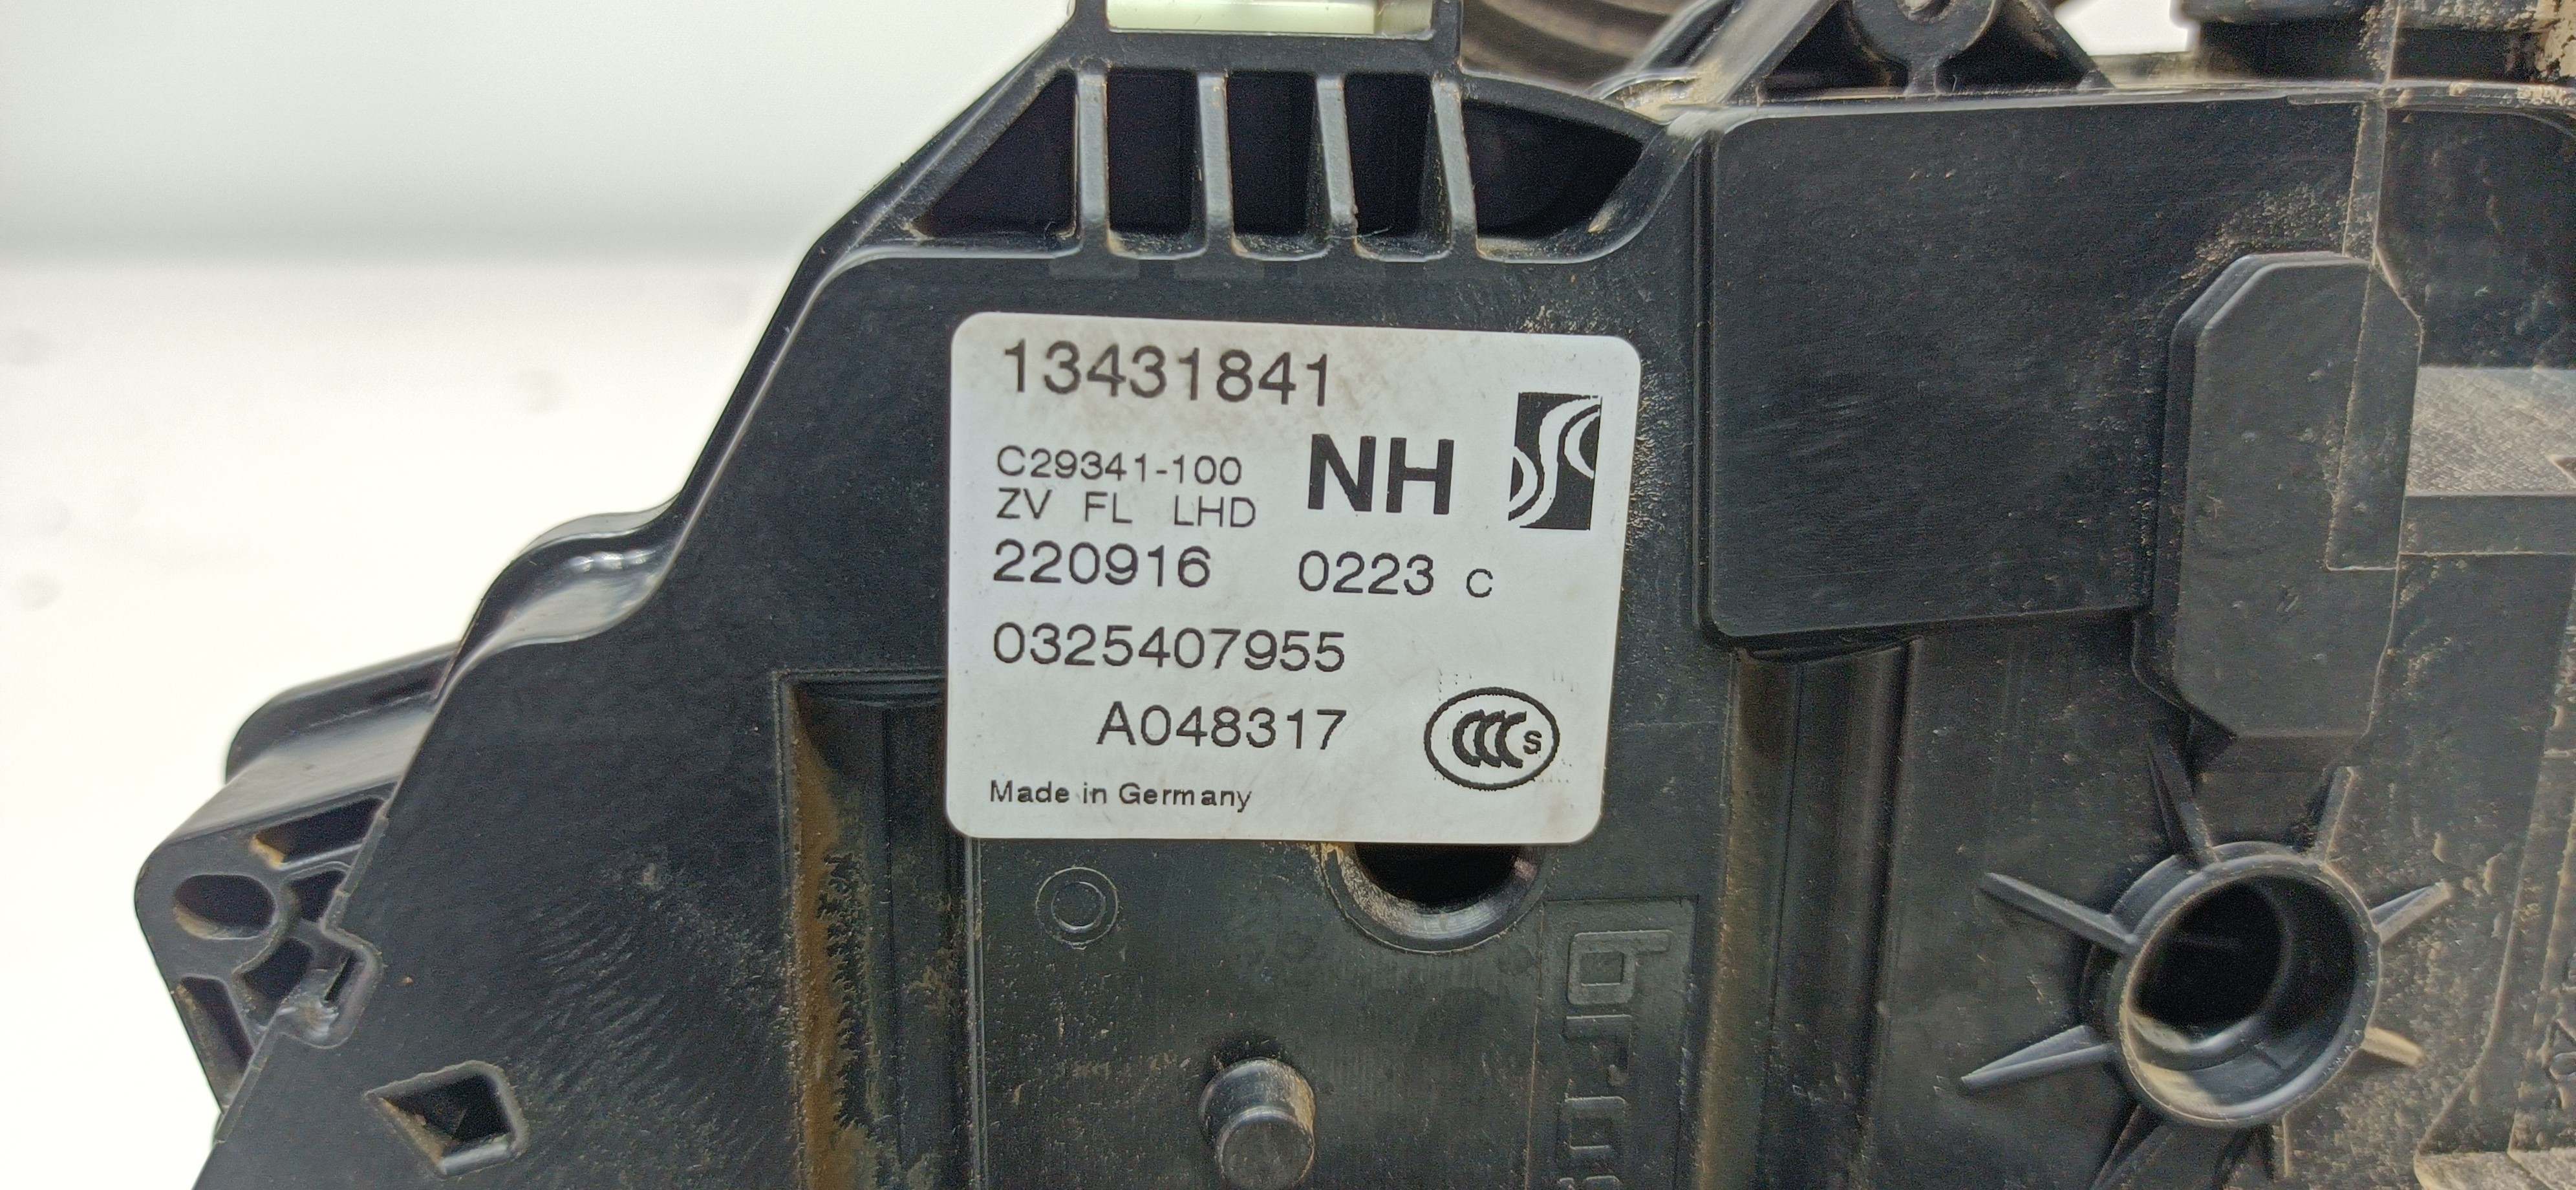 13431841
C29341-100 NH
ZV FL LHD
220916 0223 C
0325407955
A048317
CCC S
Made in Germany